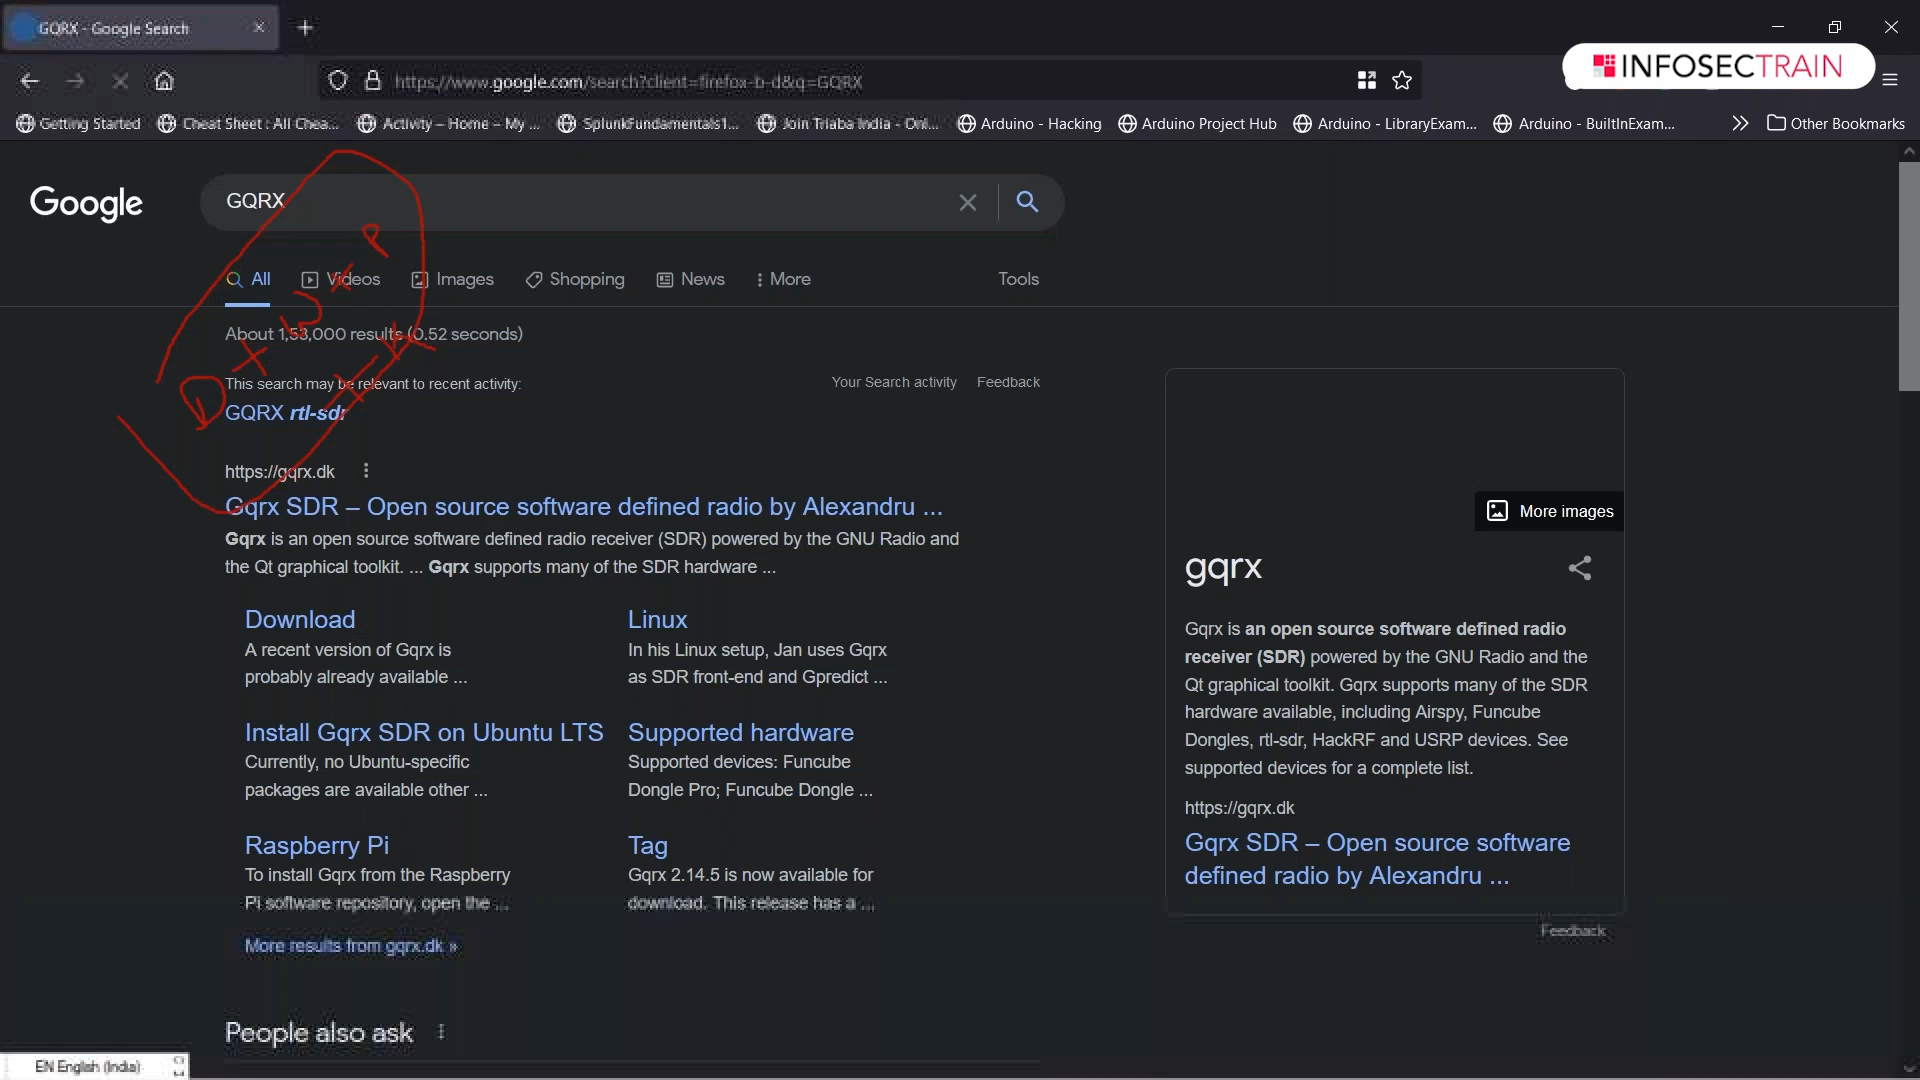 GQRX - Google Search
INFOSECTRAIN
https://www.google.com/search?client=firefox-b-d&q=GQRX
Getting Started
Cheat Sheet : All Chea...
Activity – Home – My ...
SplunkFundamentals1...
Join Triaba India - Onl...
Arduino - Hacking
Arduino Project Hub
Arduino - LibraryExam...
Arduino - BuiltInExam...
Other Bookmarks
Google
GQRX
All
Videos
Images
Shopping
News
More
Tools
D + W + P
+ K
About 1,53,000 results (0.52 seconds)
This search may be relevant to recent activity:
GQRX rtl-sdr
Your Search activity
Feedback
https://gqrx.dk
Gqrx SDR – Open source software defined radio by Alexandru ...
Gqrx is an open source software defined radio receiver (SDR) powered by the GNU Radio and
the Qt graphical toolkit. ... Gqrx supports many of the SDR hardware ...
Download
A recent version of Gqrx is
probably already available ...
Linux
In his Linux setup, Jan uses Gqrx
as SDR front-end and Gpredict ...
Install Gqrx SDR on Ubuntu LTS
Currently, no Ubuntu-specific
packages are available other ...
Supported hardware
Supported devices: Funcube
Dongle Pro; Funcube Dongle ...
Raspberry Pi
To install Gqrx from the Raspberry
Pi software repository, open the ...
Tag
Gqrx 2.14.5 is now available for
download. This release has a ...
More results from gqrx.dk »
People also ask
More images
gqrx
Gqrx is an open source software defined radio
receiver (SDR) powered by the GNU Radio and the
Qt graphical toolkit. Gqrx supports many of the SDR
hardware available, including Airspy, Funcube
Dongles, rtl-sdr, HackRF and USRP devices. See
supported devices for a complete list.
https://gqrx.dk
Gqrx SDR – Open source software
defined radio by Alexandru ...
Feedback
EN English (India)